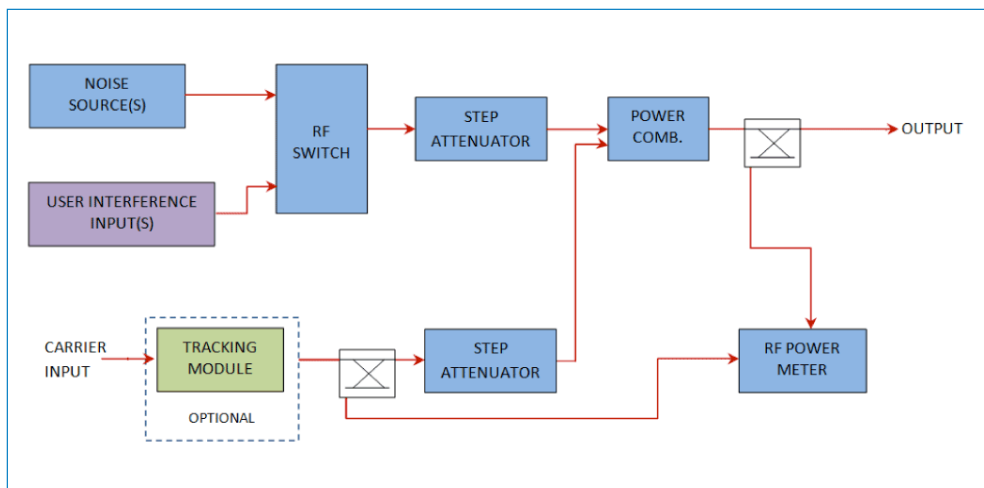 NOISE
SOURCE(S)
USER INTERFERENCE
INPUT(S)
RF
SWITCH
STEP
ATTENUATOR
POWER
COMB.
OUTPUT
CARRIER
INPUT
TRACKING
MODULE
OPTIONAL
STEP
ATTENUATOR
RF POWER
METER